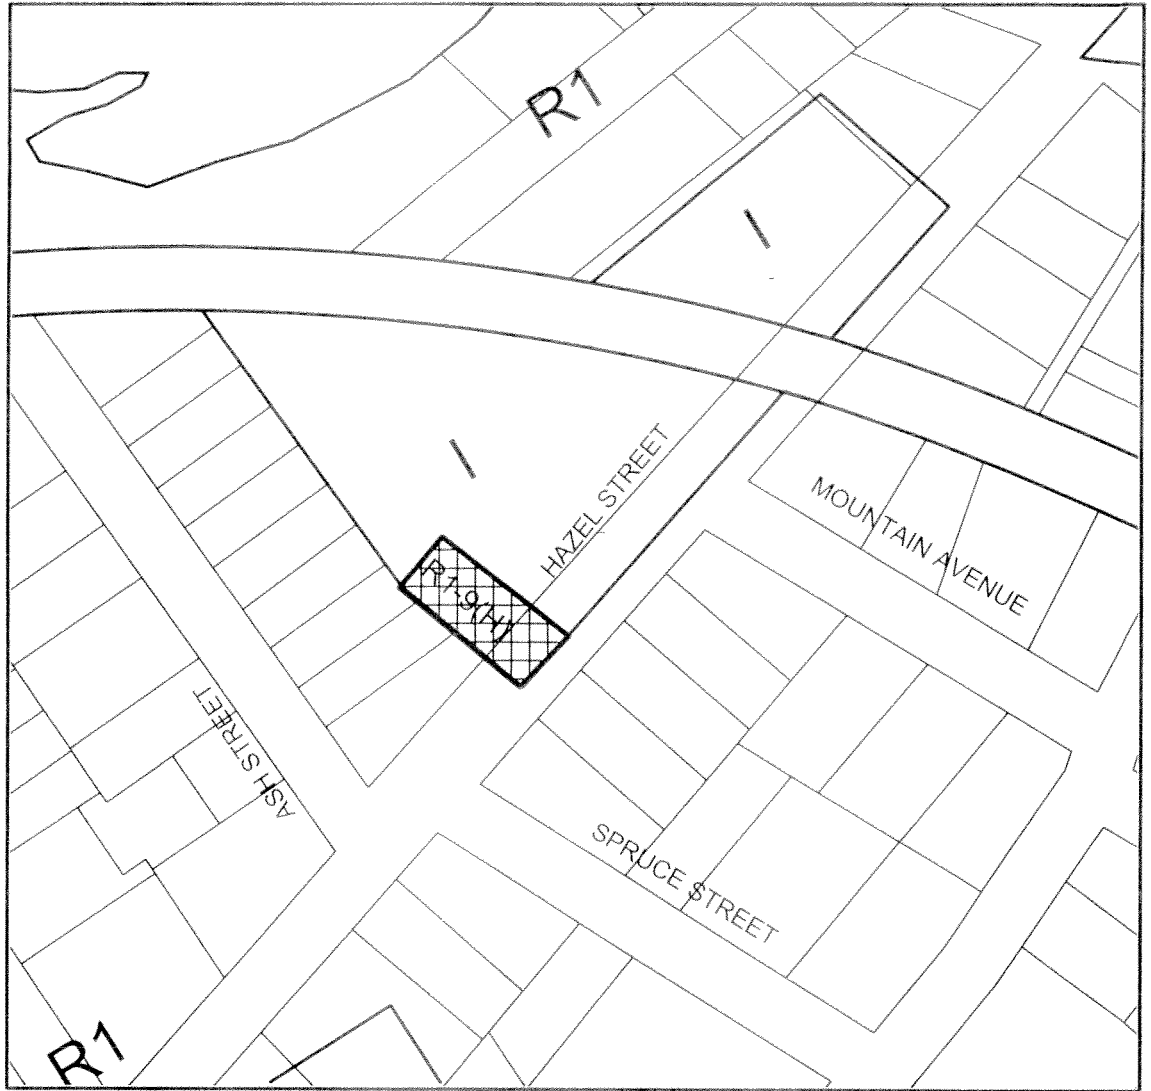 R1
I
I
HAZEL STREET
MOUNTAIN AVENUE
R1-9(H)
ASH STREET
SPRUCE STREET
R1